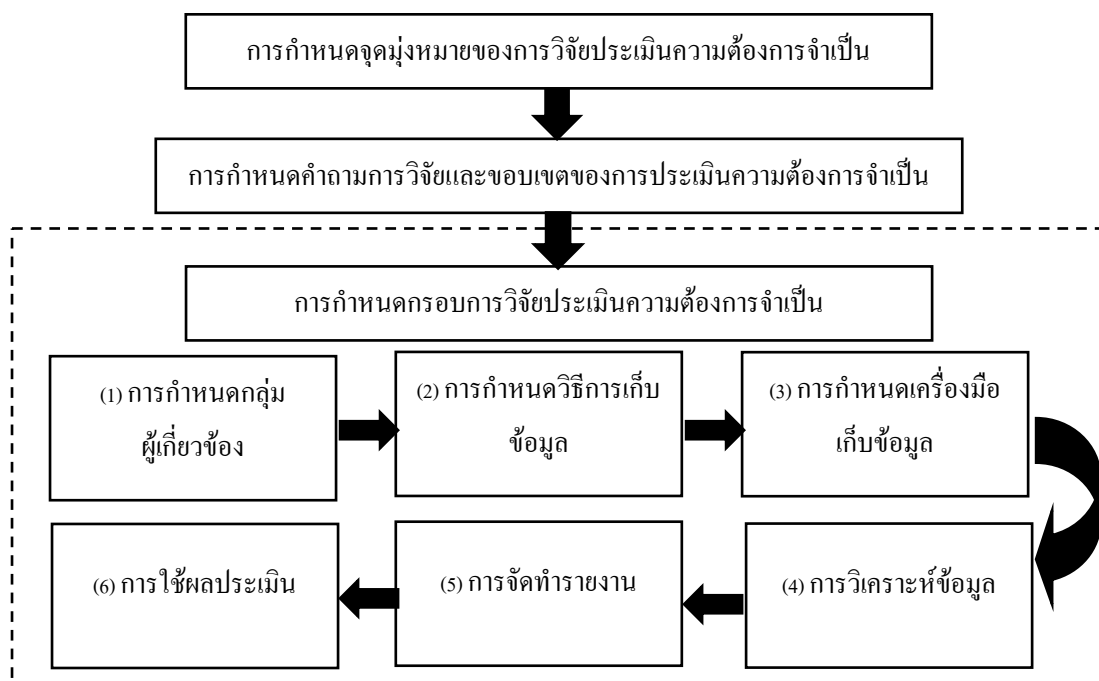 การกำหนดจุดมุ่งหมายของการวิจัยประเมินความต้องการจำเป็น
การกำหนดคำถามการวิจัยและขอบเขตของการประเมินความต้องการจำเป็น
การกำหนดกรอบการวิจัยประเมินความต้องการจำเป็น
(1) การกำหนดกลุ่ม
ผู้เกี่ยวข้อง
(2) การกำหนดวิธีการเก็บ
ข้อมูล
(3) การกำหนดเครื่องมือ
เก็บข้อมูล
(4) การวิเคราะห์ข้อมูล
(5) การจัดทำรายงาน
(6) การใช้ผลประเมิน